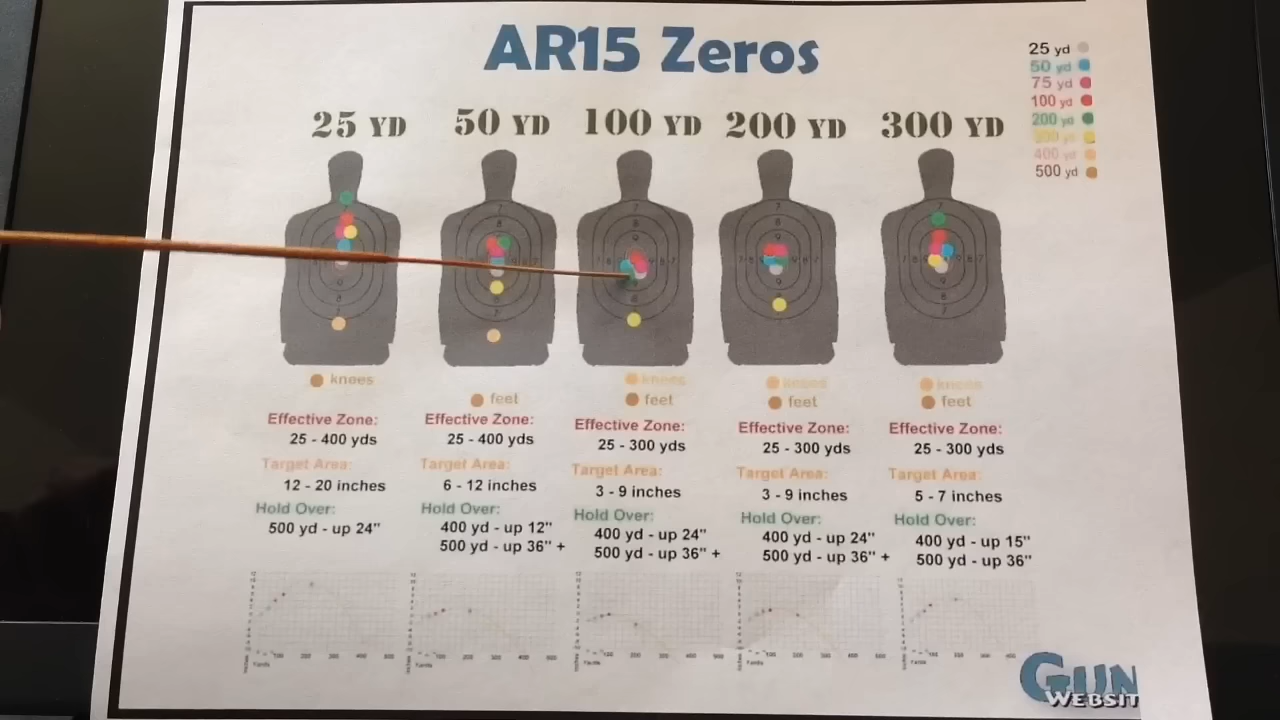 AR15 Zeros
25 yd
50 yd
75 yd
100 yd
200 yd
300 yd
400 yd
500 yd
25 YD 50 YD 100 YD 200 YD 300 YD
knees
feet
knees
feet
knees
feet
knees
feet
Effective Zone:
25 - 400 yds
Target Area:
12 - 20 inches
Hold Over:
500 yd - up 24"
Effective Zone:
25 - 400 yds
Target Area:
6 - 12 inches
Hold Over:
400 yd - up 12"
500 yd - up 36" +
Effective Zone:
25 - 300 yds
Target Area:
3 - 9 inches
Hold Over:
400 yd - up 24"
500 yd - up 36" +
Effective Zone:
25 - 300 yds
Target Area:
3 - 9 inches
Hold Over:
400 yd - up 24"
500 yd - up 36" +
Effective Zone:
25 - 300 yds
Target Area:
5 - 7 inches
Hold Over:
400 yd - up 15"
500 yd - up 36"
GUN
WEBSIT